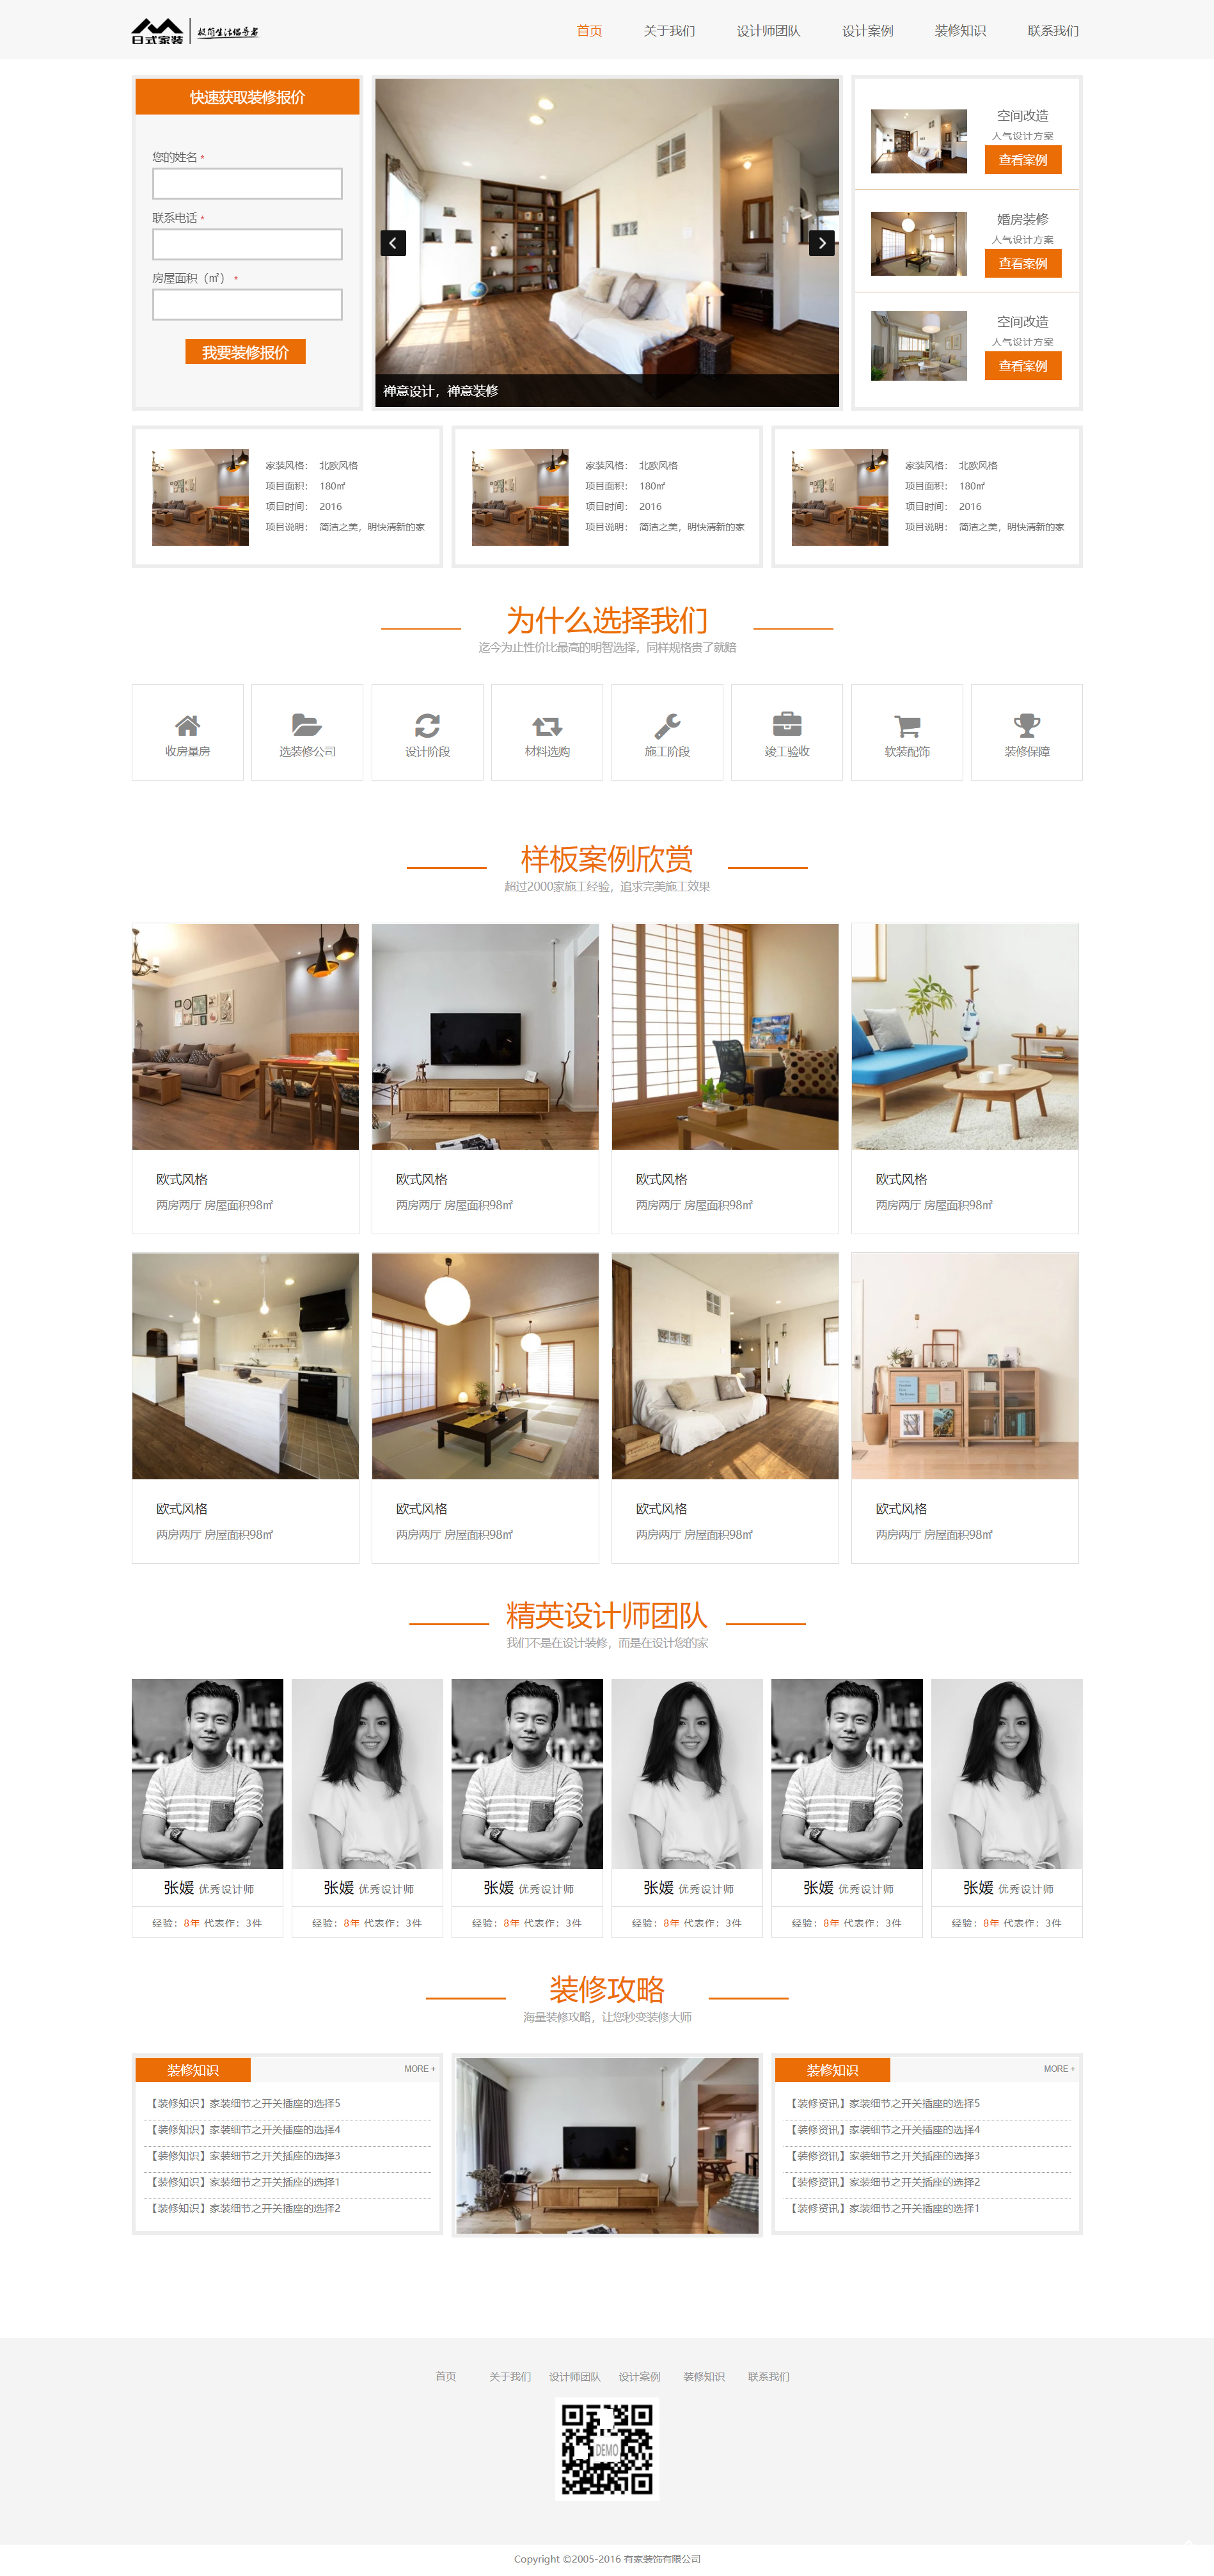 日式家装 极简生活倡导者
首页 关于我们 设计师团队 设计案例 装修知识 联系我们
快速获取装修报价
您的姓名 *
联系电话 *
房屋面积（㎡） *
我要装修报价
禅意设计，禅意装修
空间改造
人气设计方案
查看案例
婚房装修
人气设计方案
查看案例
空间改造
人气设计方案
查看案例
家装风格： 北欧风格
项目面积： 180㎡
项目时间： 2016
项目说明： 简洁之美，明快清新的家
家装风格： 北欧风格
项目面积： 180㎡
项目时间： 2016
项目说明： 简洁之美，明快清新的家
家装风格： 北欧风格
项目面积： 180㎡
项目时间： 2016
项目说明： 简洁之美，明快清新的家
为什么选择我们
迄今为止性价比最高的明智选择，同样规格贵了就赔
收房量房 选装修公司 设计阶段 材料选购 施工阶段 竣工验收 软装配饰 装修保障
样板案例欣赏
超过2000家施工经验，追求完美施工效果
欧式风格
两房两厅 房屋面积98㎡
欧式风格
两房两厅 房屋面积98㎡
欧式风格
两房两厅 房屋面积98㎡
欧式风格
两房两厅 房屋面积98㎡
欧式风格
两房两厅 房屋面积98㎡
欧式风格
两房两厅 房屋面积98㎡
欧式风格
两房两厅 房屋面积98㎡
欧式风格
两房两厅 房屋面积98㎡
精英设计师团队
我们不是在设计装修，而是在设计您的家
张媛 优秀设计师
经验：8年 代表作：3件
张媛 优秀设计师
经验：8年 代表作：3件
张媛 优秀设计师
经验：8年 代表作：3件
张媛 优秀设计师
经验：8年 代表作：3件
张媛 优秀设计师
经验：8年 代表作：3件
张媛 优秀设计师
经验：8年 代表作：3件
装修攻略
海量装修攻略，让您秒变装修大师
装修知识 MORE +
【装修知识】家装细节之开关插座的选择5
【装修知识】家装细节之开关插座的选择4
【装修知识】家装细节之开关插座的选择3
【装修知识】家装细节之开关插座的选择1
【装修知识】家装细节之开关插座的选择2
装修知识 MORE +
【装修资讯】家装细节之开关插座的选择5
【装修资讯】家装细节之开关插座的选择4
【装修资讯】家装细节之开关插座的选择3
【装修资讯】家装细节之开关插座的选择2
【装修资讯】家装细节之开关插座的选择1
首页 关于我们 设计师团队 设计案例 装修知识 联系我们
DEMO
Copyright ©2005-2016 有家装饰有限公司